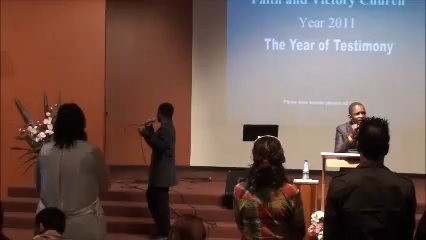 Faith and Victory Church
Year 2011
The Year of Testimony